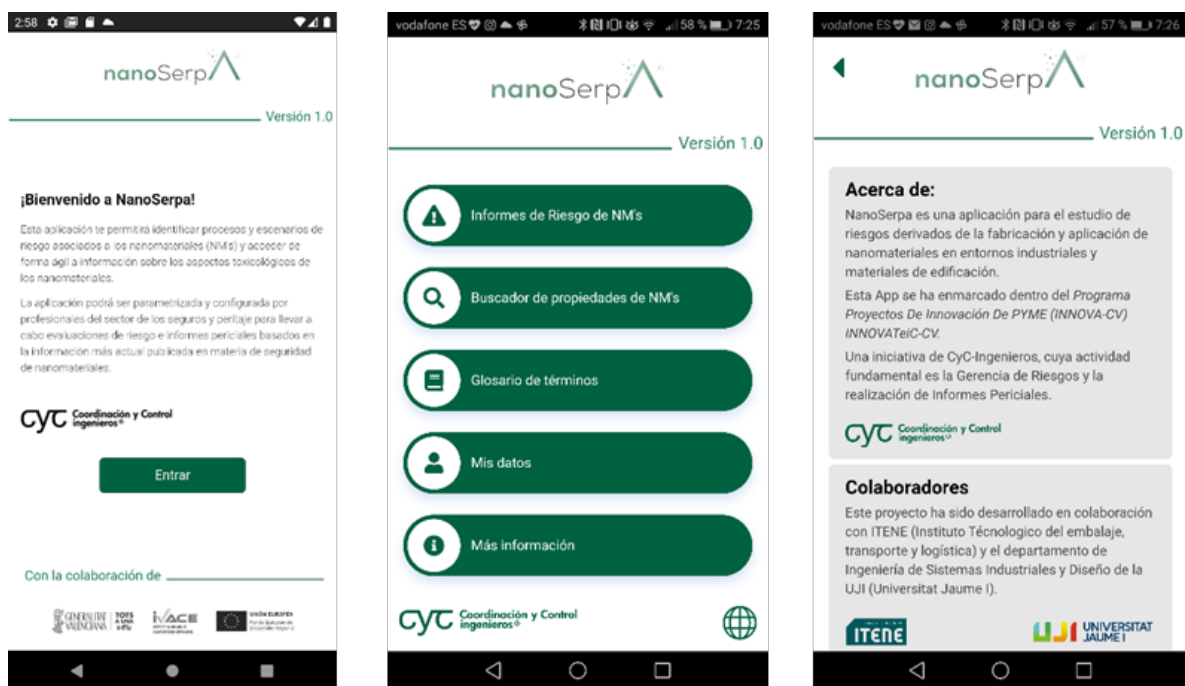 2:58
nanoSerpA
Versión 1.0
¡Bienvenido a NanoSerpa!
Esta aplicación te permitirá identificar procesos y escenarios de
riesgo asociados a los nanomateriales (NM's) y acceder de
forma ágil a información sobre los aspectos toxicológicos de
los nanomateriales.
La aplicación podrá ser parametrizada y configurada por
profesionales del sector de los seguros y peritaje para llevar a
cabo evaluaciones de riesgo e informes periciales basados en
la información más actual publicada en materia de seguridad
de nanomateriales.
CYC Coordinación y Control
ingenieros
Entrar
Con la colaboración de
GENERALITAT
VALENCIANA
TOTS
A UNA
veu
IVACE
UNIÓN EUROPEA
vodafone ES 58 % 7:25
nanoSerpA
Versión 1.0
Informes de Riesgo de NM's
Buscador de propiedades de NM's
Glosario de términos
Mis datos
Más información
CYC Coordinación y Control
ingenieros
vodafone ES 57 % 7:26
nanoSerpA
Versión 1.0
Acerca de:
NanoSerpa es una aplicación para el estudio de
riesgos derivados de la fabricación y aplicación de
nanomateriales en entornos industriales y
materiales de edificación.
Esta App se ha enmarcado dentro del Programa
Proyectos De Innovación De PYME (INNOVA-CV)
INNOVATeiC-CV.
Una iniciativa de CyC-Ingenieros, cuya actividad
fundamental es la Gerencia de Riesgos y la
realización de Informes Periciales.
CYC Coordinación y Control
ingenieros
Colaboradores
Este proyecto ha sido desarrollado en colaboración
con ITENE (Instituto Técnologico del embalaje,
transporte y logística) y el departamento de
Ingeniería de Sistemas Industriales y Diseño de la
UJI (Universitat Jaume I).
ITENE
UJI UNIVERSITAT
JAUME I